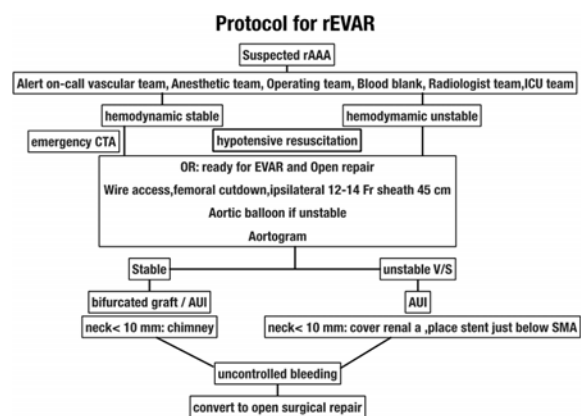 Protocol for rEVAR
Suspected rAAA
Alert on-call vascular team, Anesthetic team, Operating team, Blood blank, Radiologist team,ICU team
hemodynamic stable
hemodymamic unstable
emergency CTA
hypotensive resuscitation
OR: ready for EVAR and Open repair
Wire access,femoral cutdown,ipsilateral 12-14 Fr sheath 45 cm
Aortic balloon if unstable
Aortogram
Stable
unstable V/S
bifurcated graft / AUI
AUI
neck< 10 mm: chimney
neck< 10 mm: cover renal a ,place stent just below SMA
uncontrolled bleeding
convert to open surgical repair